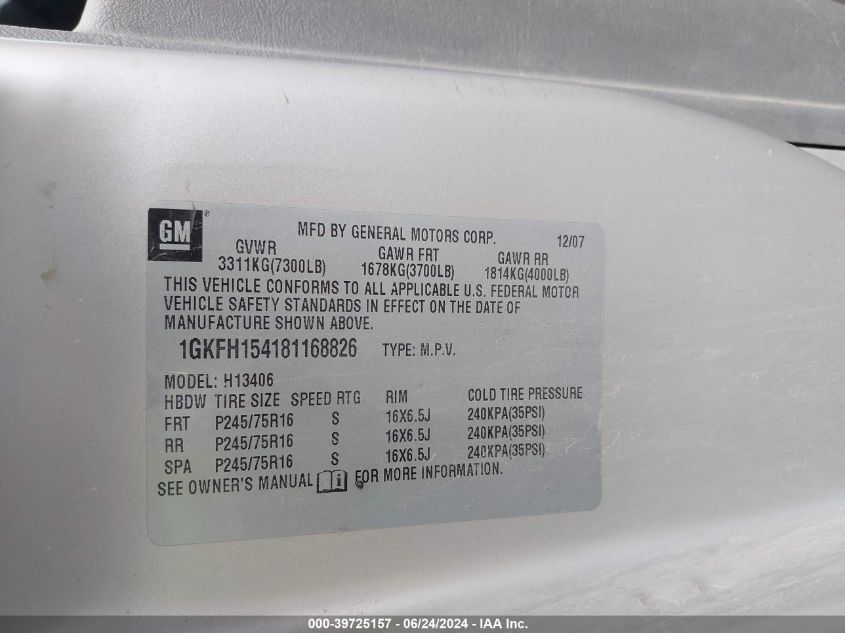 GM®
MFD BY GENERAL MOTORS CORP. 12/07
GVWR GAWR FRT GAWR RR
3311KG(7300LB) 1678KG(3700LB) 1814KG(4000LB)
THIS VEHICLE CONFORMS TO ALL APPLICABLE U.S. FEDERAL MOTOR
VEHICLE SAFETY STANDARDS IN EFFECT ON THE DATE OF
MANUFACTURE SHOWN ABOVE.
1GKFH154181168826 TYPE: M.P.V.
MODEL: H13406
HBDW TIRE SIZE SPEED RTG RIM COLD TIRE PRESSURE
FRT P245/75R16 S 16X6.5J 240KPA(35PSI)
RR P245/75R16 S 16X6.5J 240KPA(35PSI)
SPA P245/75R16 S 16X6.5J 240KPA(35PSI)
SEE OWNER'S MANUAL i FOR MORE INFORMATION.
000-39725157 - 06/24/2024 - IAA Inc.